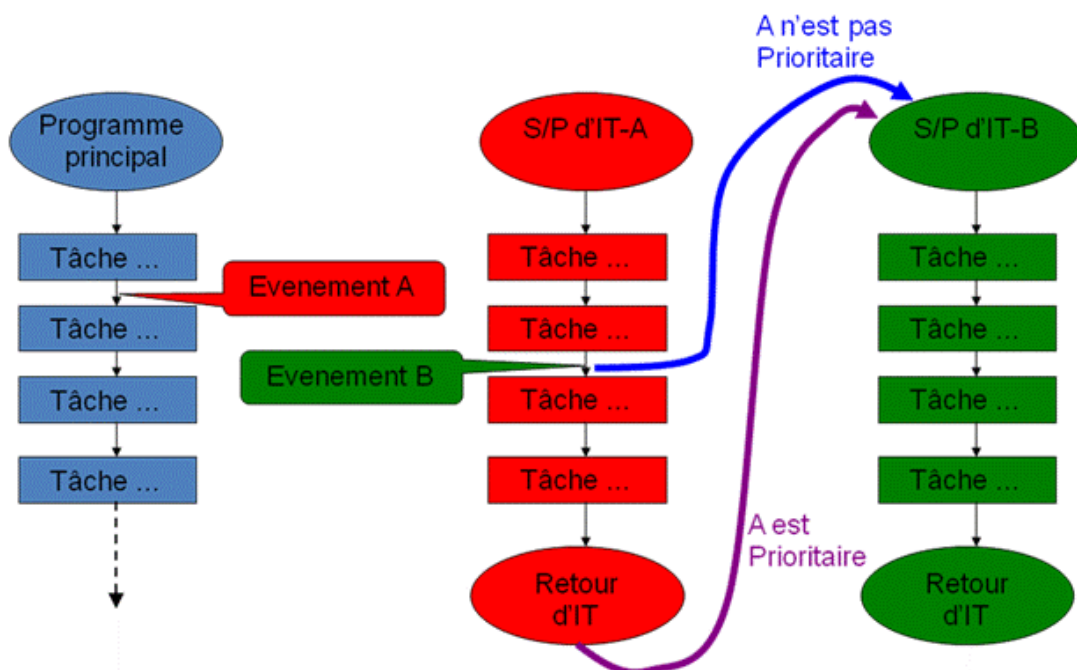 A n'est pas
Prioritaire
Programme
principal
S/P d'IT-A
S/P d'IT-B
Tâche ...
Tâche ...
Tâche ...
Evenement A
Tâche ...
Tâche ...
Tâche ...
Evenement B
Tâche ...
Tâche ...
Tâche ...
Tâche ...
Tâche ...
Tâche ...
A est
Prioritaire
Retour
d'IT
Retour
d'IT